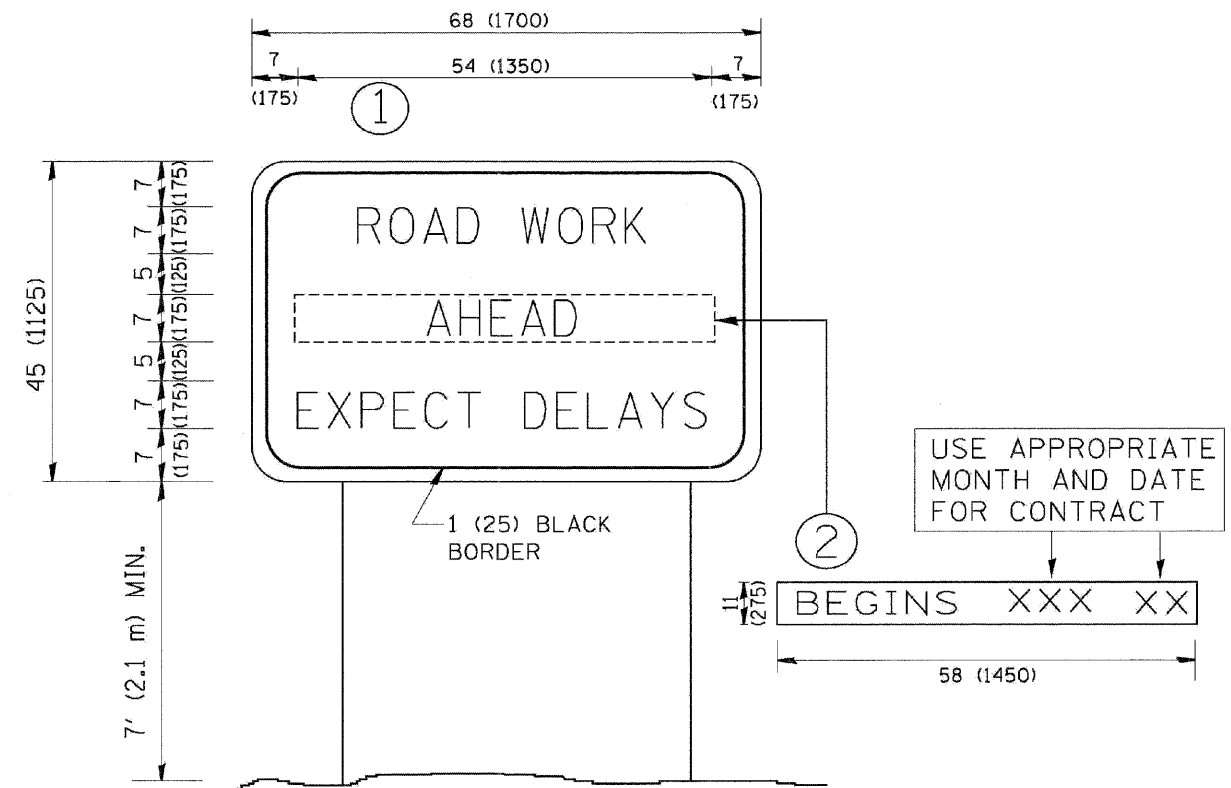 68 (1700)
7
54 (1350)
7
(175)
(175)
1
45 (1125)
7 (175)
7 (175)
5 (125)
7 (175)
5 (125)
7 (175)
7 (175)
ROAD WORK
AHEAD
EXPECT DELAYS
1 (25) BLACK
BORDER
7' (2.1 m) MIN.
2
USE APPROPRIATE
MONTH AND DATE
FOR CONTRACT
11
(275)
BEGINS XXX XX
58 (1450)